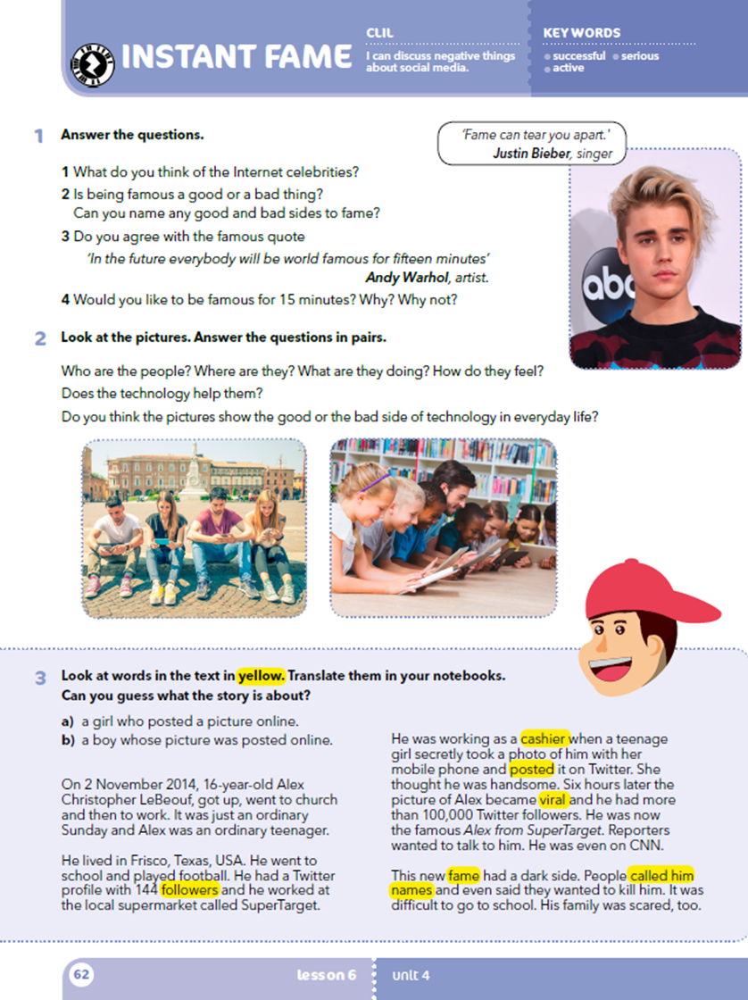 INSTANT FAME
CLIL
I can discuss negative things
about social media.
KEY WORDS
successful serious
active
1 Answer the questions.
'Fame can tear you apart.'
Justin Bieber, singer
1 What do you think of the Internet celebrities?
2 Is being famous a good or a bad thing?
Can you name any good and bad sides to fame?
3 Do you agree with the famous quote
'In the future everybody will be world famous for fifteen minutes'
Andy Warhol, artist.
4 Would you like to be famous for 15 minutes? Why? Why not?
abc
2 Look at the pictures. Answer the questions in pairs.
Who are the people? Where are they? What are they doing? How do they feel?
Does the technology help them?
Do you think the pictures show the good or the bad side of technology in everyday life?
3 Look at words in the text in yellow. Translate them in your notebooks.
Can you guess what the story is about?
a) a girl who posted a picture online.
b) a boy whose picture was posted online.
On 2 November 2014, 16-year-old Alex
Christopher LeBeouf, got up, went to church
and then to work. It was just an ordinary
Sunday and Alex was an ordinary teenager.
He lived in Frisco, Texas, USA. He went to
school and played football. He had a Twitter
profile with 144 followers and he worked at
the local supermarket called SuperTarget.
He was working as a cashier when a teenage
girl secretly took a photo of him with her
mobile phone and posted it on Twitter. She
thought he was handsome. Six hours later the
picture of Alex became viral and he had more
than 100,000 Twitter followers. He was now
the famous Alex from SuperTarget. Reporters
wanted to talk to him. He was even on CNN.
This new fame had a dark side. People called him
names and even said they wanted to kill him. It was
difficult to go to school. His family was scared, too.
62
lesson 6
unit 4